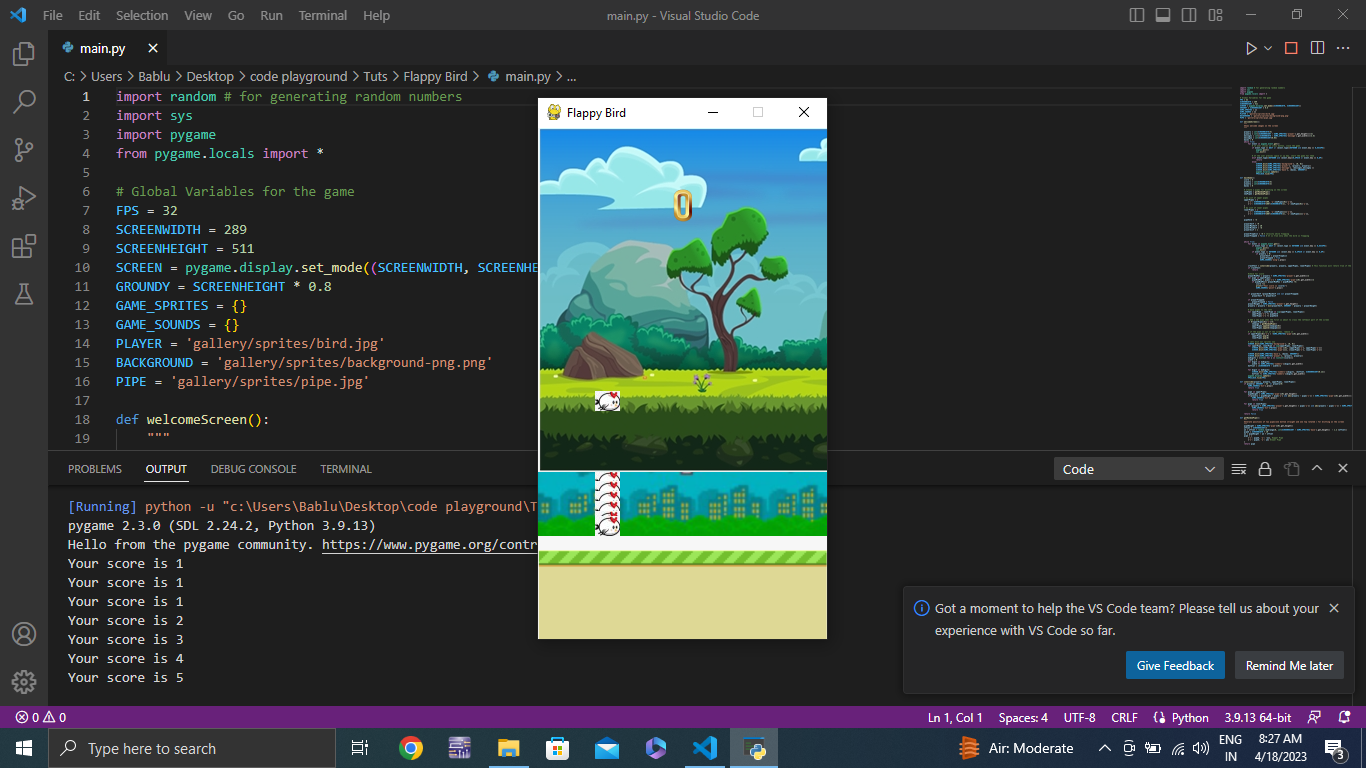 File Edit Selection View Go Run Terminal Help
main.py - Visual Studio Code
main.py
C: > Users > Bablu > Desktop > code playground > Tuts > Flappy Bird > main.py > ...
1 import random # for generating random numbers
2 import sys
3 import pygame
4 from pygame.locals import *
5
6 # Global Variables for the game
7 FPS = 32
8 SCREENWIDTH = 289
9 SCREENHEIGHT = 511
10 SCREEN = pygame.display.set_mode((SCREENWIDTH, SCREENHE
11 GROUNDY = SCREENHEIGHT * 0.8
12 GAME_SPRITES = {}
13 GAME_SOUNDS = {}
14 PLAYER = 'gallery/sprites/bird.jpg'
15 BACKGROUND = 'gallery/sprites/background-png.png'
16 PIPE = 'gallery/sprites/pipe.jpg'
17
18 def welcomeScreen():
19 """
Flappy Bird
0
PROBLEMS OUTPUT DEBUG CONSOLE TERMINAL
Code
[Running] python -u "c:\Users\Bablu\Desktop\code playground\T
pygame 2.3.0 (SDL 2.24.2, Python 3.9.13)
Hello from the pygame community. https://www.pygame.org/contr
Your score is 1
Your score is 1
Your score is 1
Your score is 2
Your score is 3
Your score is 4
Your score is 5
Got a moment to help the VS Code team? Please tell us about your
experience with VS Code so far.
Give Feedback Remind Me later
0 0
Ln 1, Col 1 Spaces: 4 UTF-8 CRLF Python 3.9.13 64-bit
Type here to search
Air: Moderate
ENG
IN
8:27 AM
4/18/2023
3